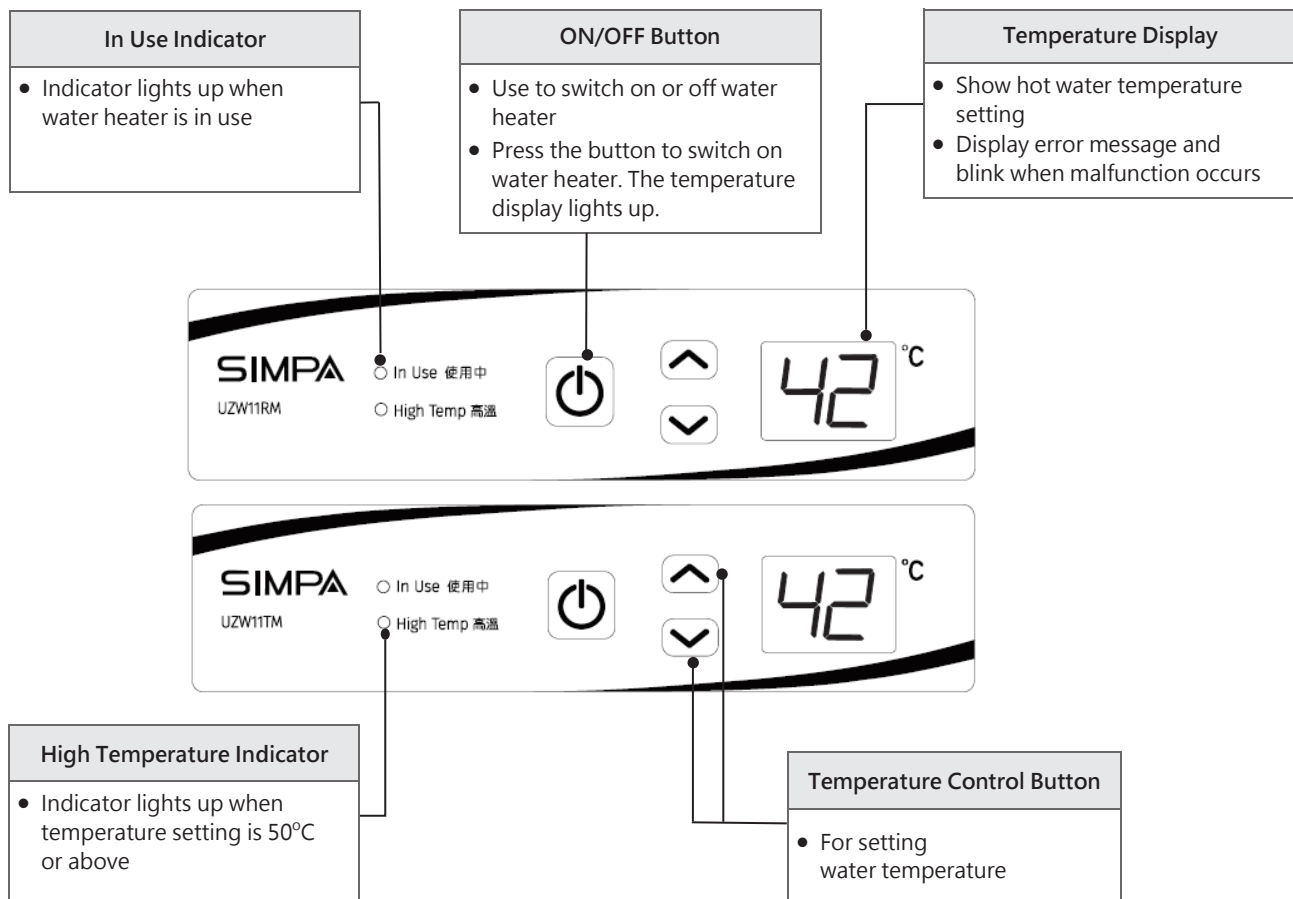 In Use Indicator
● Indicator lights up when
water heater is in use
ON/OFF Button
● Use to switch on or off water
heater
● Press the button to switch on
water heater. The temperature
display lights up.
Temperature Display
● Show hot water temperature
setting
● Display error message and
blink when malfunction occurs
SIMPA
UZW11RM
In Use 使用中
High Temp 高溫
42 °C
SIMPA
UZW11TM
In Use 使用中
High Temp 高溫
42 °C
High Temperature Indicator
● Indicator lights up when
temperature setting is 50°C
or above
Temperature Control Button
● For setting
water temperature